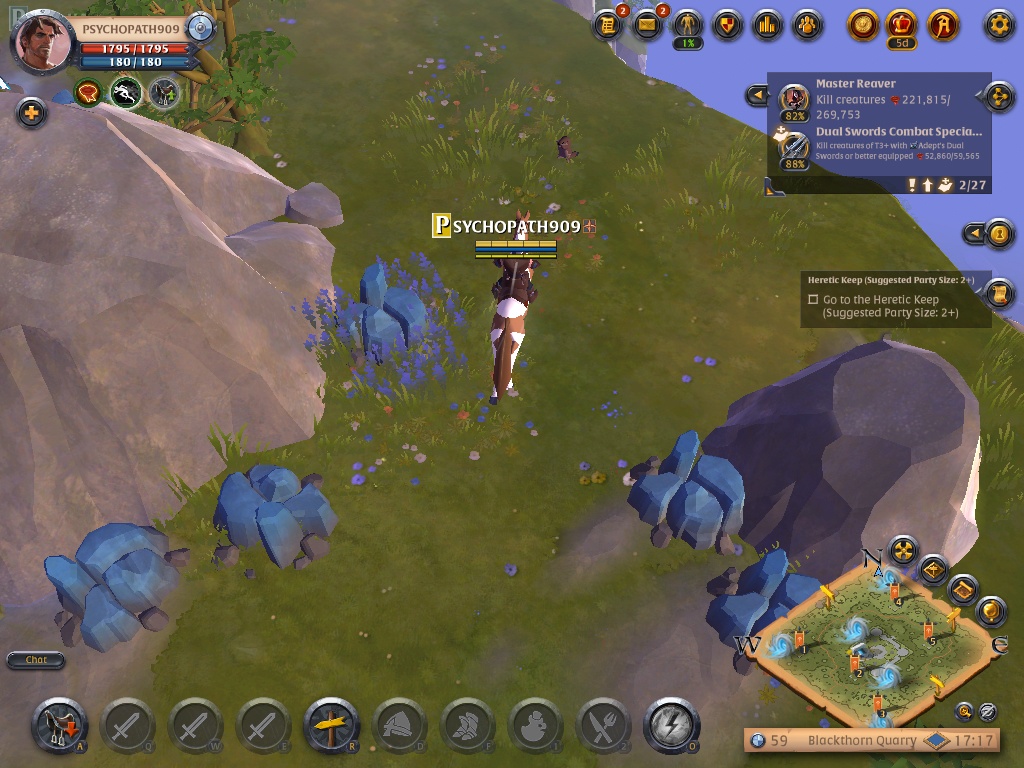 PSYCHOPATH909
1795 / 1795
180 / 180
2
2
1%
5d
Master Reaver
Kill creatures 221,815/
269,753
82%
Dual Swords Combat Specia...
Kill creatures of T3+ with Adept's Dual
Swords or better equipped 52,860/59,565
88%
2/27
P PSYCHOPATH909
Heretic Keep (Suggested Party Size: 2+)
Go to the Heretic Keep
(Suggested Party Size: 2+)
N
W
E
4
1
5
2
3
Chat
A
Q
W
E
R
D
F
1
2
O
59 Blackthorn Quarry 17:17